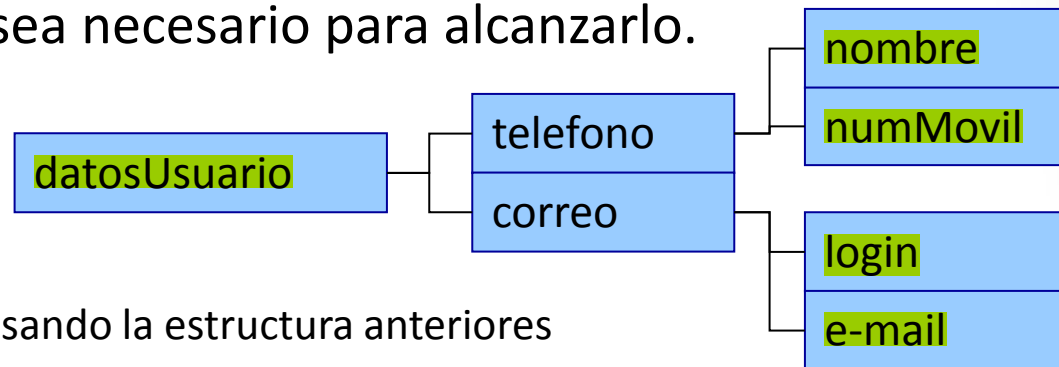 sea necesario para alcanzarlo.
nombre
numMovil
telefono
datosUsuario
correo
login
e-mail
sando la estructura anteriores